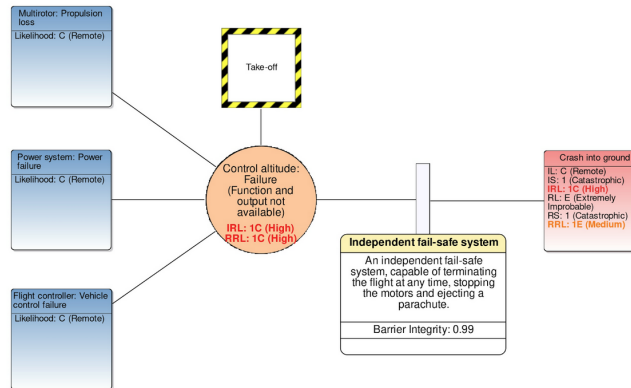 Multirotor: Propulsion
loss
Likelihood: C (Remote)
Take-off
Power system: Power
failure
Likelihood: C (Remote)
Control altitude:
Failure
(Function and
output not
available)
IRL: 1C (High)
RRL: 1C (High)
Crash into ground
IL: C (Remote)
IS: 1 (Catastrophic)
IRL: 1C (High)
RL: E (Extremely
Improbable)
RS: 1 (Catastrophic)
RRL: 1E (Medium)
Independent fail-safe system
An independent fail-safe
system, capable of terminating
the flight at any time, stopping
the motors and ejecting a
parachute.
Barrier Integrity: 0.99
Flight controller: Vehicle
control failure
Likelihood: C (Remote)